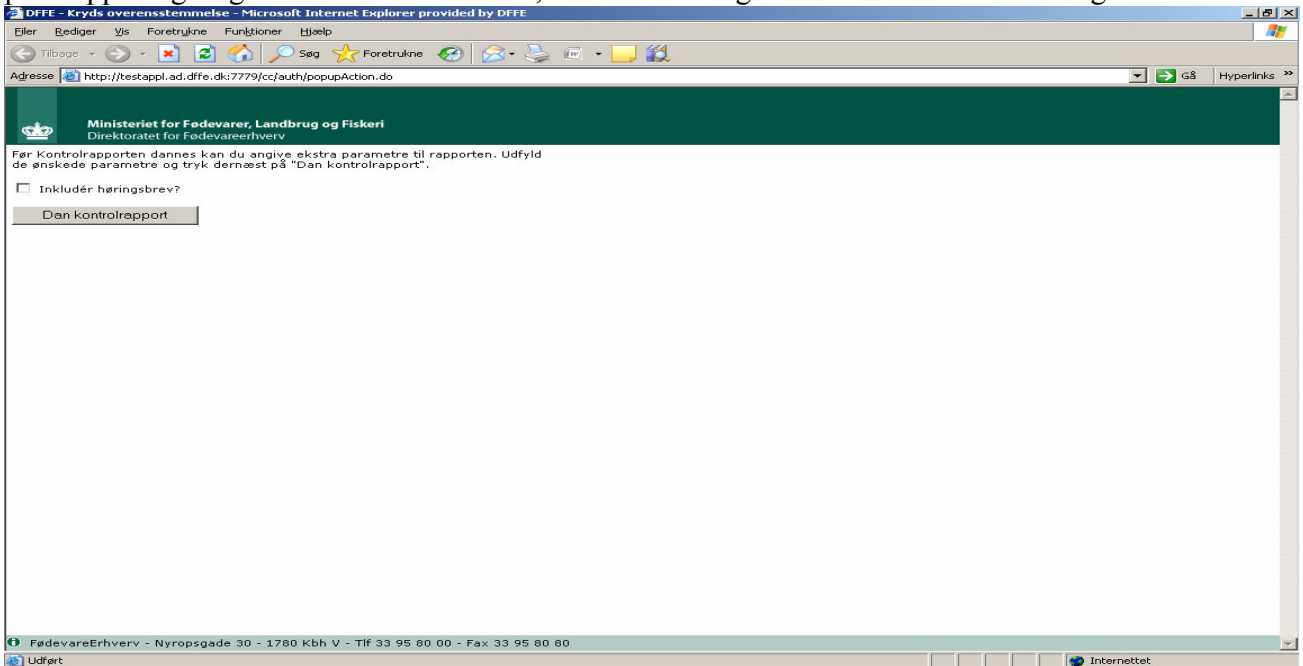 DFFE - Kryds overensstemmelse - Microsoft Internet Explorer provided by DFFE
Filer Rediger Vis Foretrukne Funktioner Hjælp
Tilbage Søg Foretrukne
Adresse http://testappl.ad.dffe.dk:7779/cc/auth/popupAction.do Gå Hyperlinks »
Ministeriet for Fødevarer, Landbrug og Fiskeri
Direktoratet for Fødevareerhverv
Før Kontrolrapporten dannes kan du angive ekstra parametre til rapporten. Udfyld
de ønskede parametre og tryk dernæst på "Dan kontrolrapport".
Inkludér høringsbrev?
Dan kontrolrapport
FødevareErhverv - Nyropsgade 30 - 1780 Kbh V - Tlf 33 95 80 00 - Fax 33 95 80 80
Udført Internettet